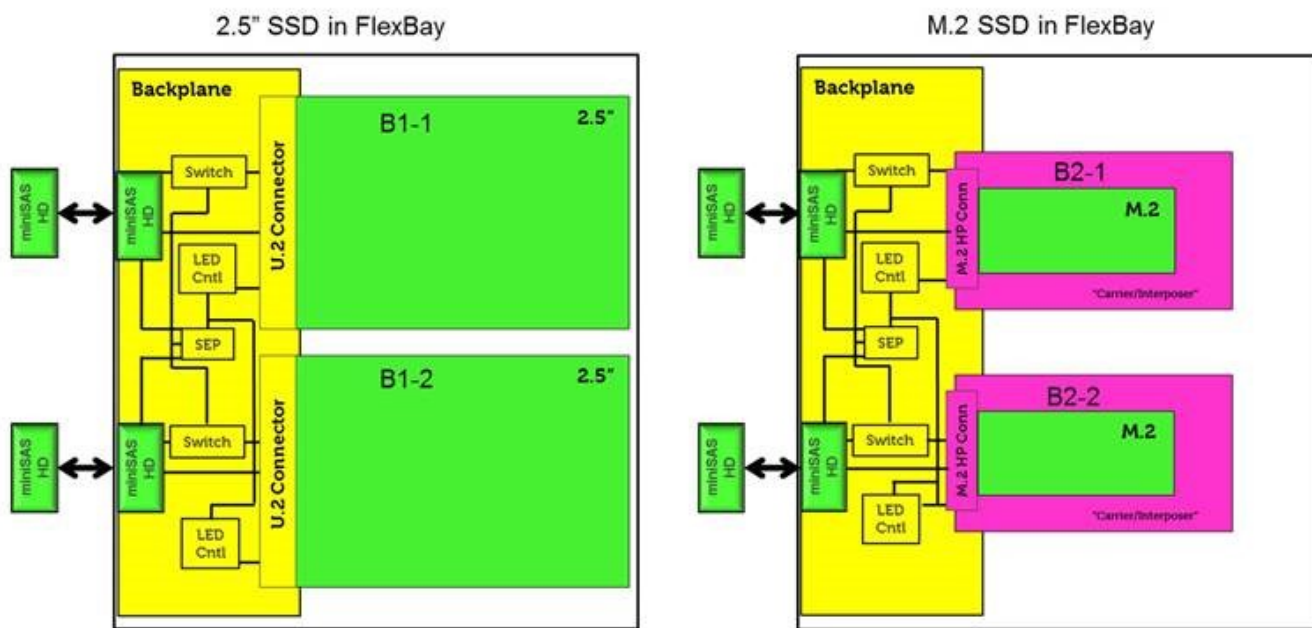 2.5" SSD in FlexBay
Backplane
B1-1
2.5"
U.2 Connector
Switch
miniSAS HD
miniSAS HD
LED
Cntl
SEP
B1-2
2.5"
U.2 Connector
Switch
miniSAS HD
miniSAS HD
LED
Cntl
M.2 SSD in FlexBay
Backplane
B2-1
M.2
"Carrier/Interposer"
M.2 HP Conn
Switch
miniSAS HD
miniSAS HD
LED
Cntl
SEP
B2-2
M.2
"Carrier/Interposer"
M.2 HP Conn
Switch
miniSAS HD
miniSAS HD
LED
Cntl